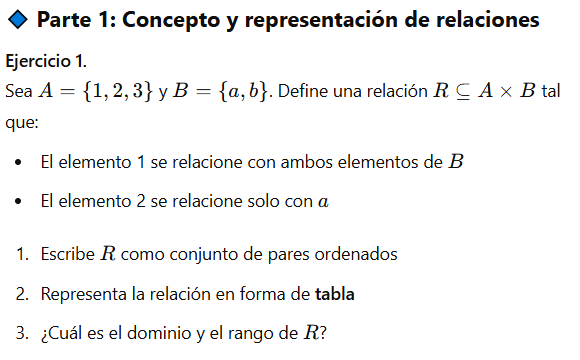 Parte 1: Concepto y representación de relaciones
Ejercicio 1.
Sea A = {1, 2, 3} y B = {a, b}. Define una relación R ⊆ A × B tal
que:
• El elemento 1 se relacione con ambos elementos de B
• El elemento 2 se relacione solo con a
1. Escribe R como conjunto de pares ordenados
2. Representa la relación en forma de tabla
3. ¿Cuál es el dominio y el rango de R?